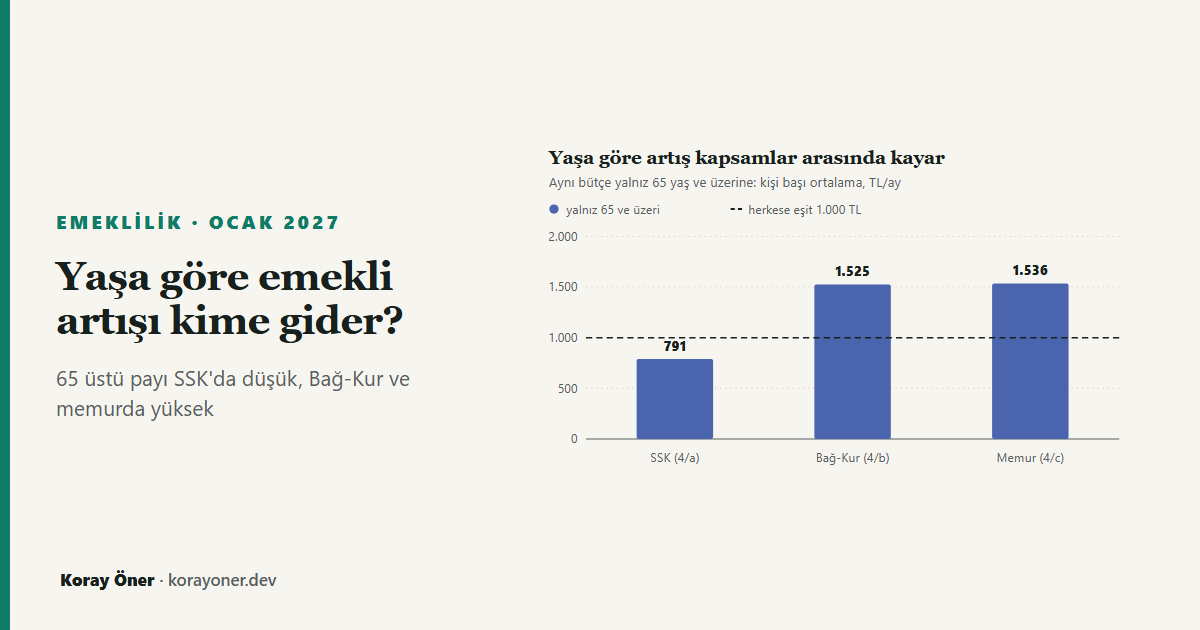 EMEKLİLİK · OCAK 2027
Yaşa göre emekli
artışı kime gider?
65 üstü payı SSK'da düşük, Bağ-Kur ve
memurda yüksek
Koray Öner · korayoner.dev
Yaşa göre artış kapsamlar arasında kayar
Aynı bütçe yalnız 65 yaş ve üzerine: kişi başı ortalama, TL/ay
yalnız 65 ve üzeri
herkese eşit 1.000 TL
2.000
1.500
1.000
500
0
791
1.525
1.536
SSK (4/a)
Bağ-Kur (4/b)
Memur (4/c)